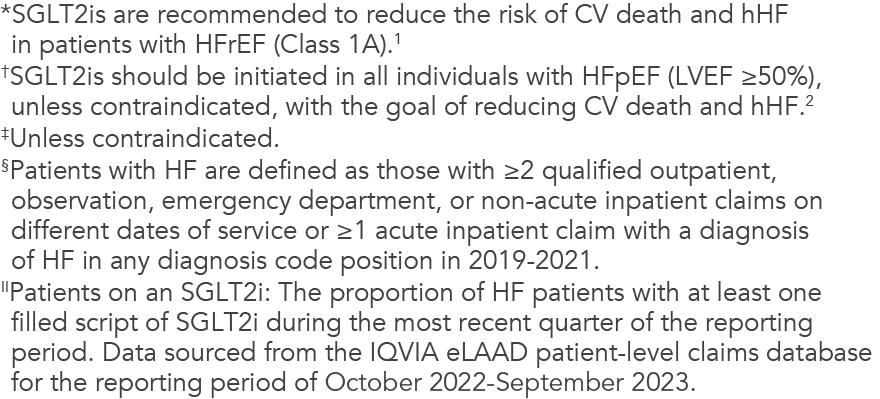 *SGLT2is are recommended to reduce the risk of CV death and hHF
in patients with HFrEF (Class 1A).¹
†SGLT2is should be initiated in all individuals with HFpEF (LVEF ≥50%),
unless contraindicated, with the goal of reducing CV death and hHF.²
‡Unless contraindicated.
§Patients with HF are defined as those with ≥2 qualified outpatient,
observation, emergency department, or non-acute inpatient claims on
different dates of service or ≥1 acute inpatient claim with a diagnosis
of HF in any diagnosis code position in 2019-2021.
||Patients on an SGLT2i: The proportion of HF patients with at least one
filled script of SGLT2i during the most recent quarter of the reporting
period. Data sourced from the IQVIA eLAAD patient-level claims database
for the reporting period of October 2022-September 2023.